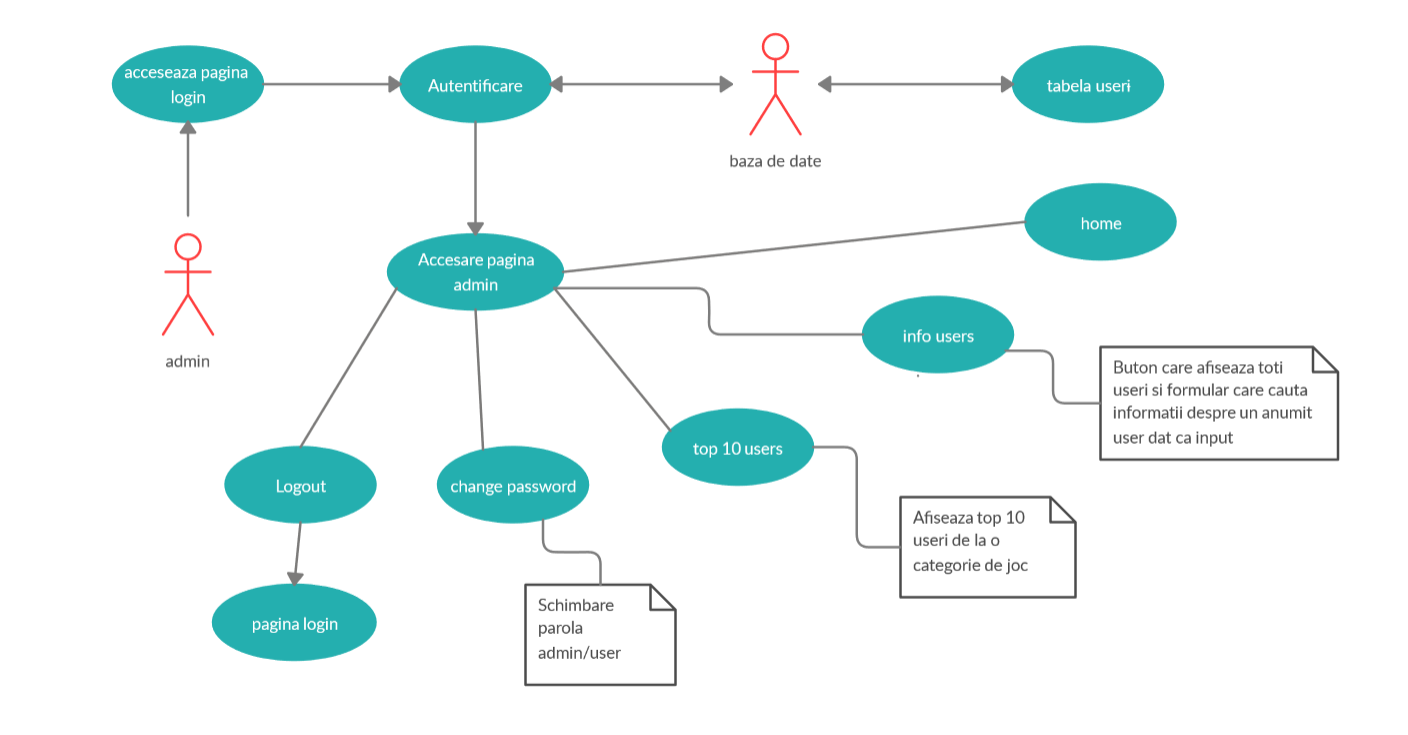 acceseaza pagina
login
Autentificare
tabela useri
baza de date
home
Accesare pagina
admin
admin
info users
Buton care afiseaza toti
useri si formular care cauta
informatii despre un anumit
user dat ca input
top 10 users
Logout
change password
Afiseaza top 10
useri de la o
categorie de joc
pagina login
Schimbare
parola
admin/user